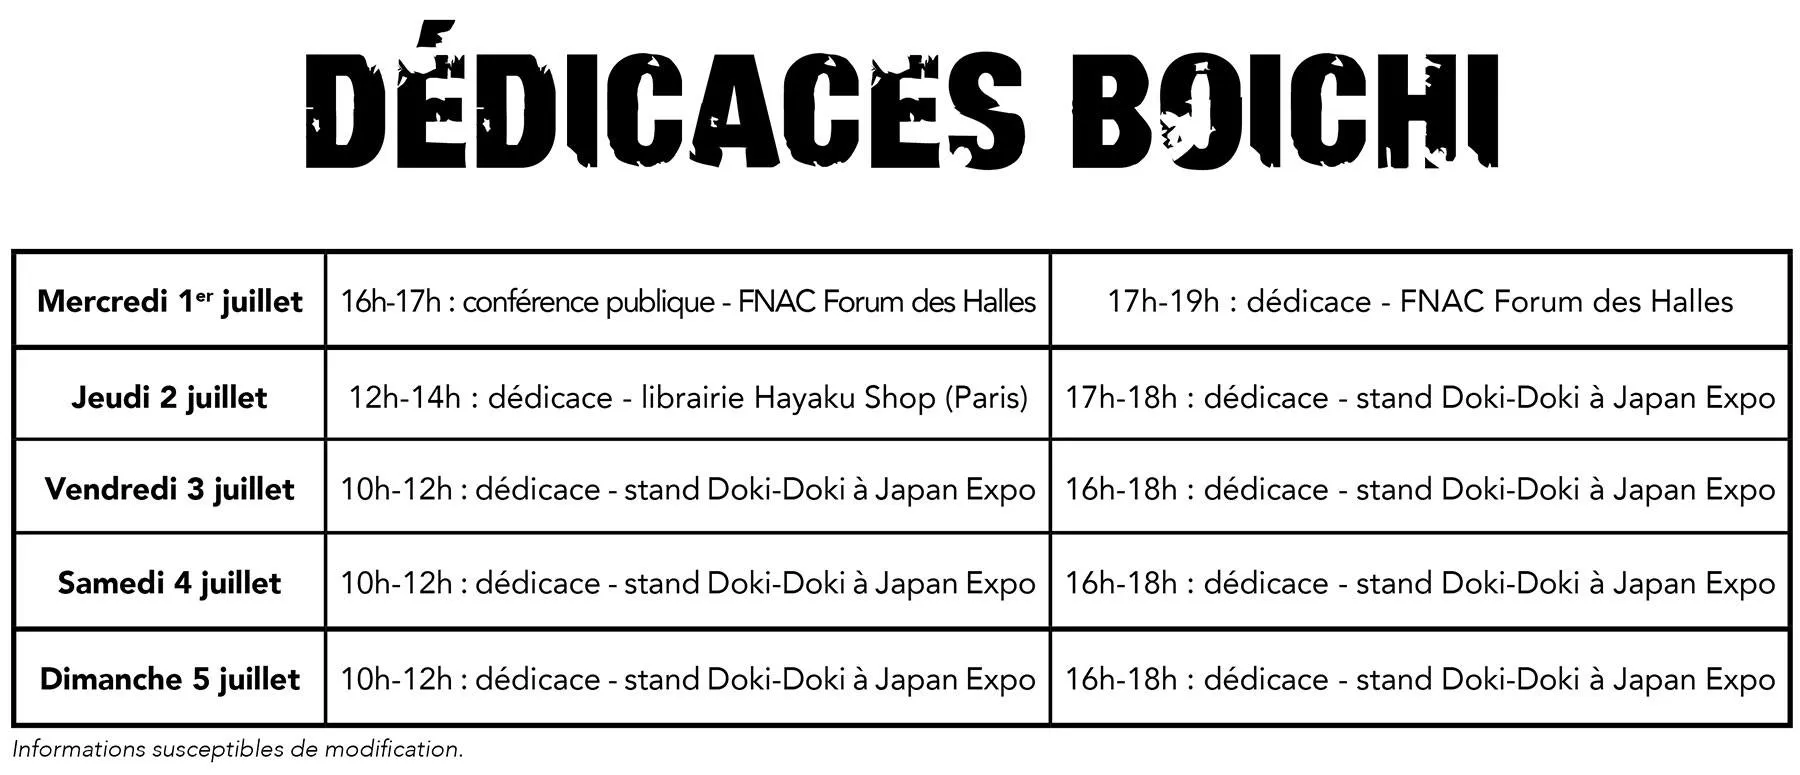 DÉDICACES BOICHI
Mercredi 1er juillet
16h-17h : conférence publique - FNAC Forum des Halles
17h-19h : dédicace - FNAC Forum des Halles
Jeudi 2 juillet
12h-14h : dédicace - librairie Hayaku Shop (Paris)
17h-18h : dédicace - stand Doki-Doki à Japan Expo
Vendredi 3 juillet
10h-12h : dédicace - stand Doki-Doki à Japan Expo
16h-18h : dédicace - stand Doki-Doki à Japan Expo
Samedi 4 juillet
10h-12h : dédicace - stand Doki-Doki à Japan Expo
16h-18h : dédicace - stand Doki-Doki à Japan Expo
Dimanche 5 juillet
10h-12h : dédicace - stand Doki-Doki à Japan Expo
16h-18h : dédicace - stand Doki-Doki à Japan Expo
Informations susceptibles de modification.